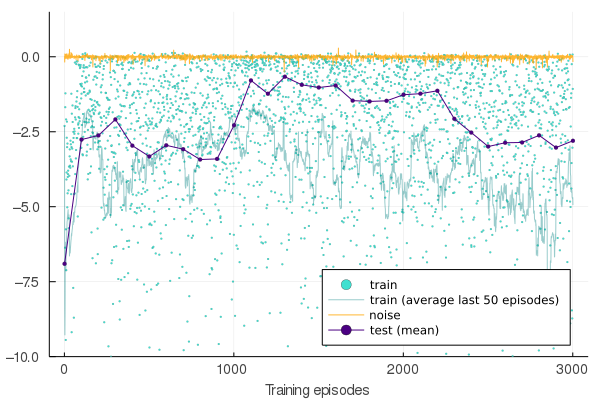 0.0
−2.5
−5.0
−7.5
−10.0
train
train (average last 50 episodes)
noise
test (mean)
0
1000
2000
3000
Training episodes